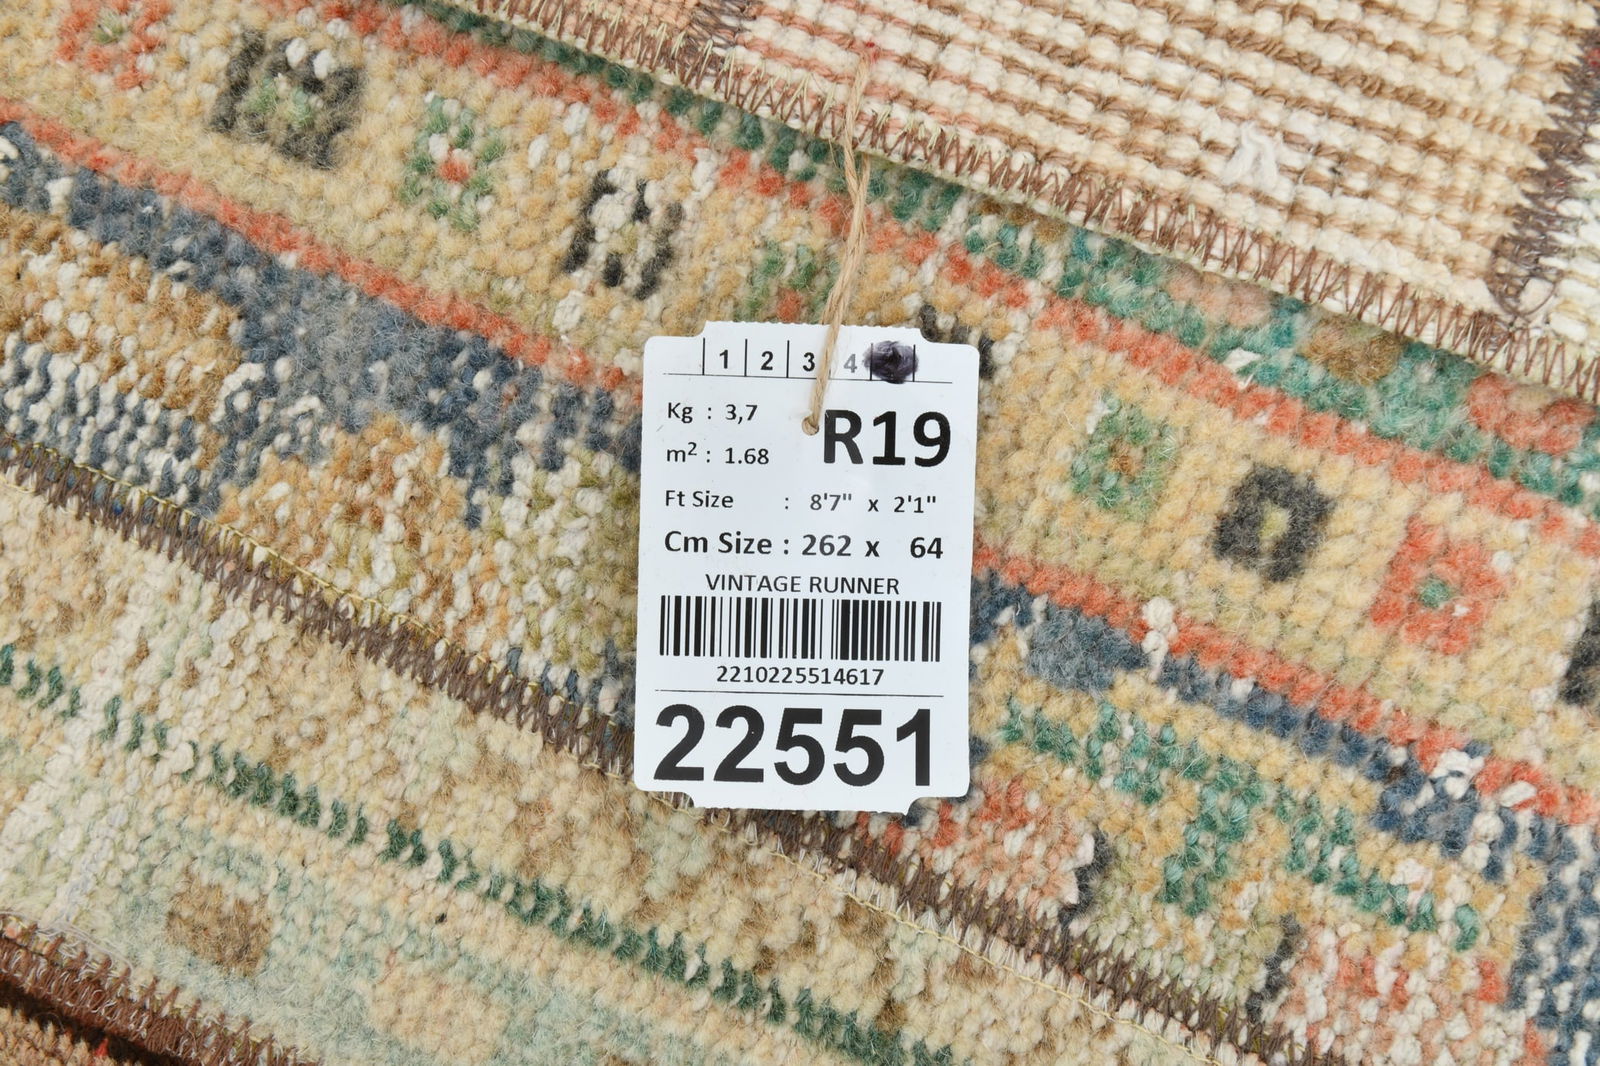 1 2 3 4
Kg : 3,7
R19
m² : 1.68
Ft Size : 8'7" x 2'1"
Cm Size : 262 x 64
VINTAGE RUNNER
2210225514617
22551